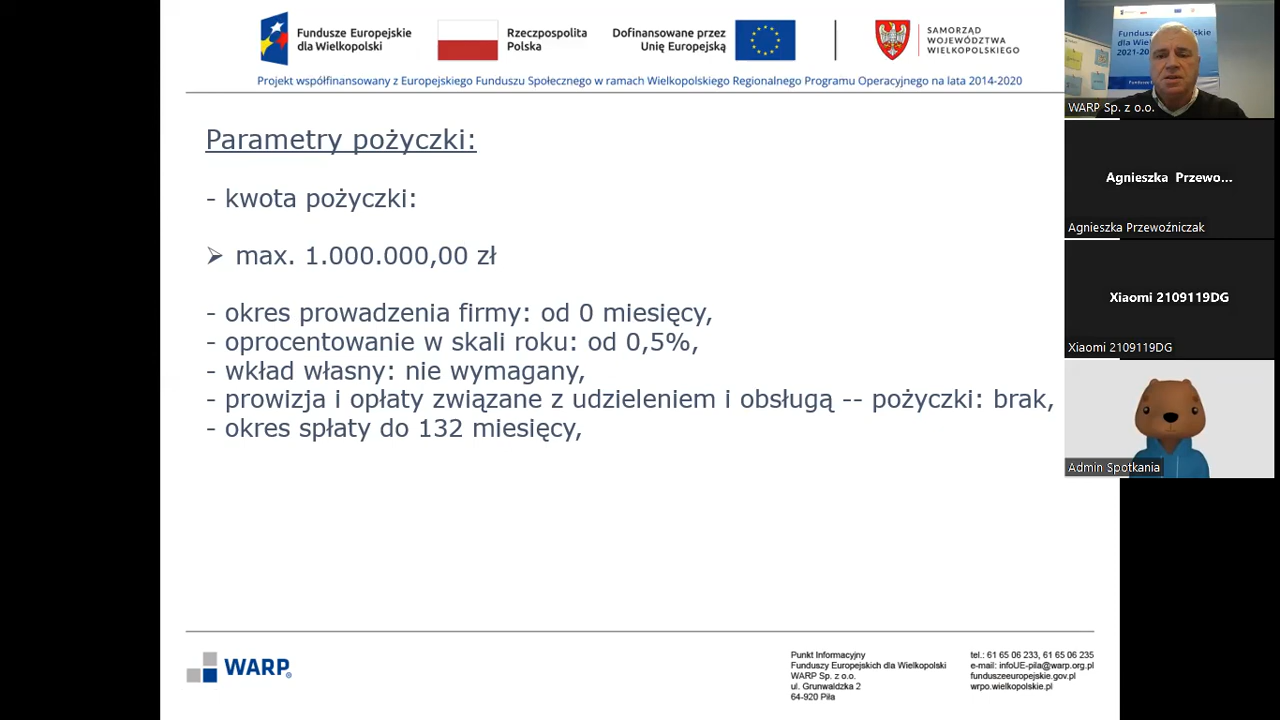 Fundusze Europejskie
dla Wielkopolski
Rzeczpospolita
Polska
Dofinansowane przez
Unię Europejską
SAMORZĄD
WOJEWÓDZTWA
WIELKOPOLSKIEGO
Projekt współfinansowany z Europejskiego Funduszu Społecznego w ramach Wielkopolskiego Regionalnego Programu Operacyjnego na lata 2014-2020
Parametry pożyczki:
- kwota pożyczki:
➢ max. 1.000.000,00 zł
- okres prowadzenia firmy: od 0 miesięcy,
- oprocentowanie w skali roku: od 0,5%,
- wkład własny: nie wymagany,
- prowizja i opłaty związane z udzieleniem i obsługą -- pożyczki: brak,
- okres spłaty do 132 miesięcy,
WARP
Punkt Informacyjny
Funduszy Europejskich dla Wielkopolski
WARP Sp. z o.o.
ul. Grunwaldzka 2
64-920 Piła
tel.: 61 65 06 233, 61 65 06 235
e-mail: infoUE-pila@warp.org.pl
funduszeeuropejskie.gov.pl
wrpo.wielkopolskie.pl
WARP Sp. z o.o.
Agnieszka Przewo...
Agnieszka Przewoźniczak
Xiaomi 2109119DG
Xiaomi 2109119DG
Admin Spotkania